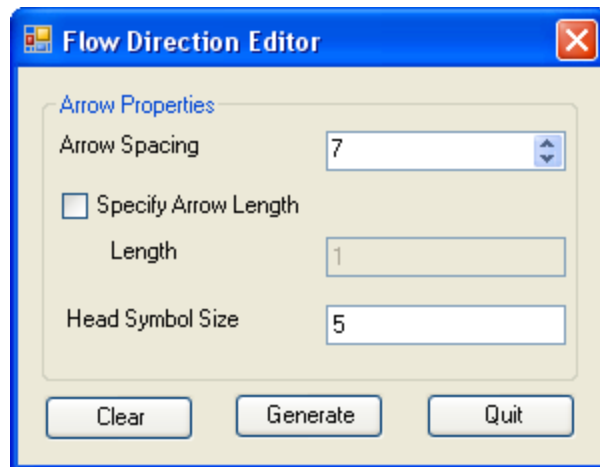 Flow Direction Editor
Arrow Properties
Arrow Spacing 7
Specify Arrow Length
Length 1
Head Symbol Size 5
Clear Generate Quit